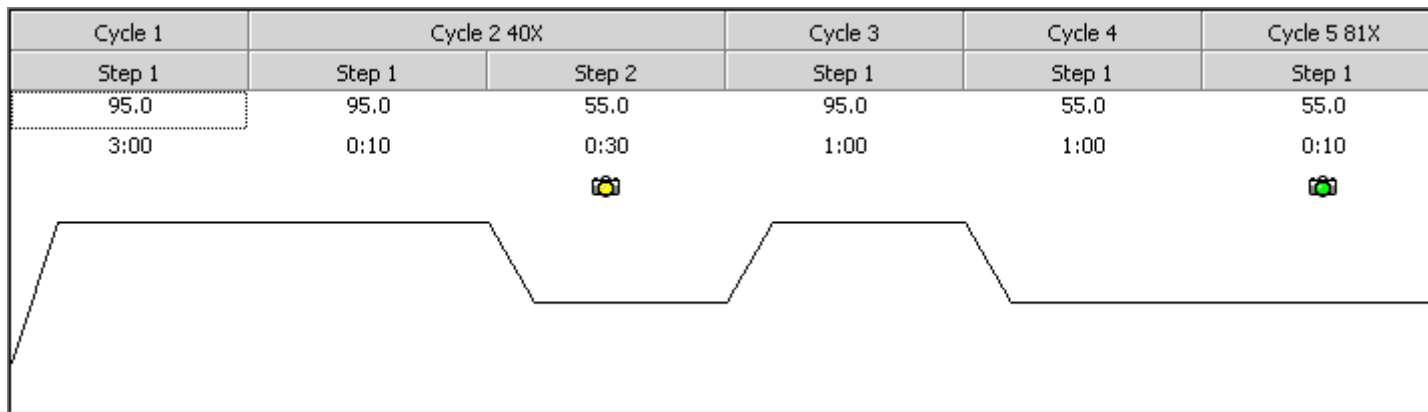 Cycle 1 Cycle 2 40X Cycle 3 Cycle 4 Cycle 5 81X
Step 1 Step 1 Step 2 Step 1 Step 1 Step 1
95.0 95.0 55.0 95.0 55.0 55.0
3:00 0:10 0:30 1:00 1:00 0:10